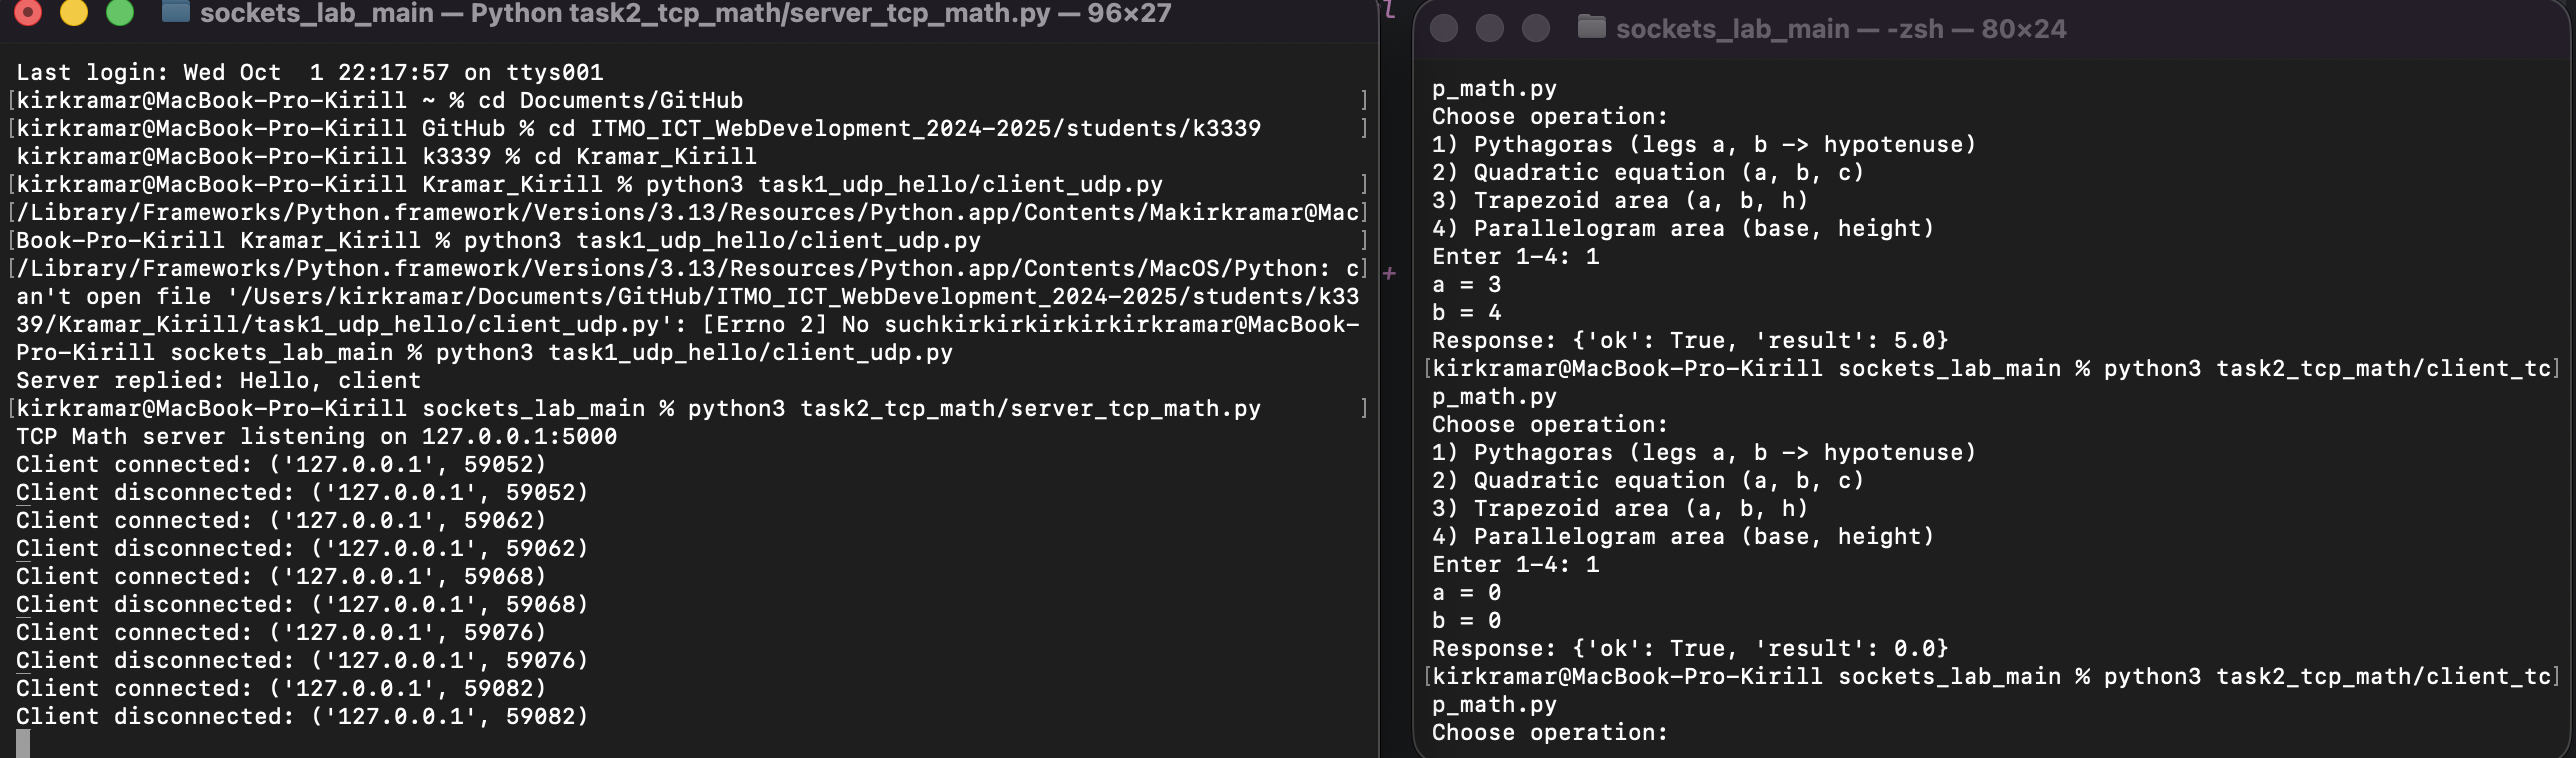 sockets_lab_main — Python task2_tcp_math/server_tcp_math.py — 96×27
Last login: Wed Oct  1 22:17:57 on ttys001
[kirkramar@MacBook-Pro-Kirill ~ % cd Documents/GitHub ]
[kirkramar@MacBook-Pro-Kirill GitHub % cd ITMO_ICT_WebDevelopment_2024-2025/students/k3339 ]
kirkramar@MacBook-Pro-Kirill k3339 % cd Kramar_Kirill
[kirkramar@MacBook-Pro-Kirill Kramar_Kirill % python3 task1_udp_hello/client_udp.py ]
[/Library/Frameworks/Python.framework/Versions/3.13/Resources/Python.app/Contents/Makirkramar@Mac]
[Book-Pro-Kirill Kramar_Kirill % python3 task1_udp_hello/client_udp.py ]
[/Library/Frameworks/Python.framework/Versions/3.13/Resources/Python.app/Contents/MacOS/Python: c]
an't open file '/Users/kirkramar/Documents/GitHub/ITMO_ICT_WebDevelopment_2024-2025/students/k33
39/Kramar_Kirill/task1_udp_hello/client_udp.py': [Errno 2] No suchkirkirkirkirkirkramar@MacBook-
Pro-Kirill sockets_lab_main % python3 task1_udp_hello/client_udp.py
Server replied: Hello, client
[kirkramar@MacBook-Pro-Kirill sockets_lab_main % python3 task2_tcp_math/server_tcp_math.py ]
TCP Math server listening on 127.0.0.1:5000
Client connected: ('127.0.0.1', 59052)
Client disconnected: ('127.0.0.1', 59052)
Client connected: ('127.0.0.1', 59062)
Client disconnected: ('127.0.0.1', 59062)
Client connected: ('127.0.0.1', 59068)
Client disconnected: ('127.0.0.1', 59068)
Client connected: ('127.0.0.1', 59076)
Client disconnected: ('127.0.0.1', 59076)
Client connected: ('127.0.0.1', 59082)
Client disconnected: ('127.0.0.1', 59082)
+
sockets_lab_main — -zsh — 80×24
p_math.py
Choose operation:
1) Pythagoras (legs a, b -> hypotenuse)
2) Quadratic equation (a, b, c)
3) Trapezoid area (a, b, h)
4) Parallelogram area (base, height)
Enter 1-4: 1
a = 3
b = 4
Response: {'ok': True, 'result': 5.0}
[kirkramar@MacBook-Pro-Kirill sockets_lab_main % python3 task2_tcp_math/client_tc]
p_math.py
Choose operation:
1) Pythagoras (legs a, b -> hypotenuse)
2) Quadratic equation (a, b, c)
3) Trapezoid area (a, b, h)
4) Parallelogram area (base, height)
Enter 1-4: 1
a = 0
b = 0
Response: {'ok': True, 'result': 0.0}
[kirkramar@MacBook-Pro-Kirill sockets_lab_main % python3 task2_tcp_math/client_tc]
p_math.py
Choose operation: